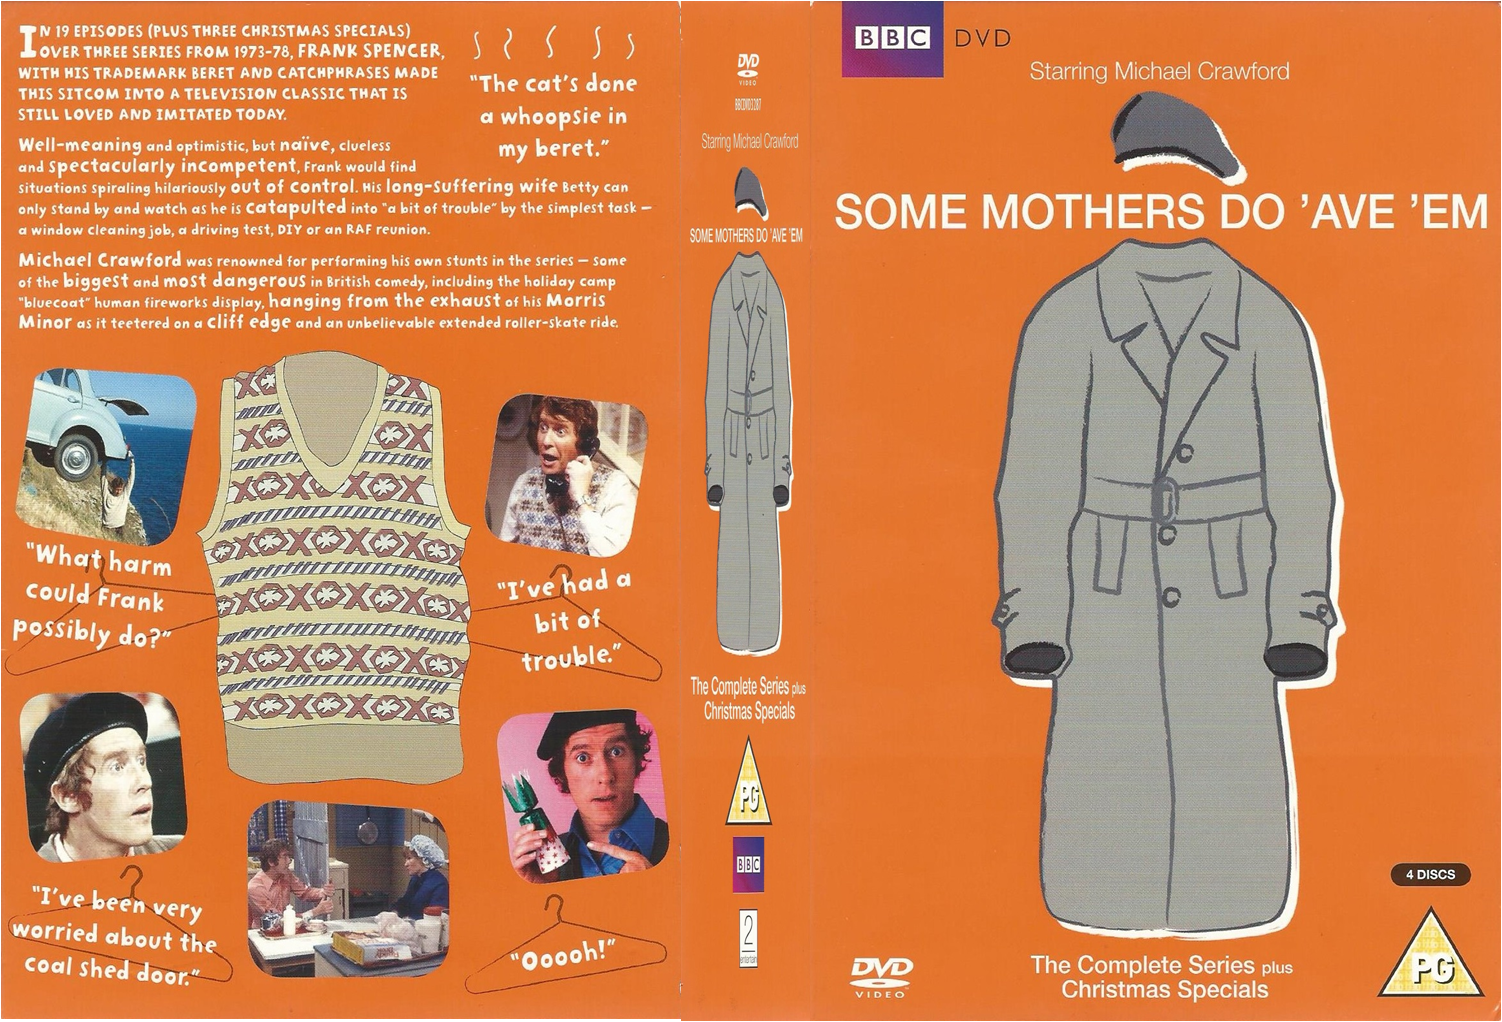 IN 19 EPISODES (PLUS THREE CHRISTMAS SPECIALS)
OVER THREE SERIES FROM 1973-78, FRANK SPENCER,
WITH HIS TRADEMARK BERET AND CATCHPHRASES MADE
THIS SITCOM INTO A TELEVISION CLASSIC THAT IS
STILL LOVED AND IMITATED TODAY.
Well-meaning and optimistic, but naïve, clueless
and spectacularly incompetent, Frank would find
situations spiraling hilariously out of control. His long-suffering wife Betty can
only stand by and watch as he is catapulted into "a bit of trouble" by the simplest task –
a window cleaning job, a driving test, DIY or an RAF reunion.
Michael Crawford was renowned for performing his own stunts in the series – some
of the biggest and most dangerous in British comedy, including the holiday camp
"bluecoat" human fireworks display, hanging from the exhaust of his Morris
Minor as it teetered on a cliff edge and an unbelievable extended roller-skate ride.
"The cat's done
a whoopsie in
my beret."
"What harm
could Frank
possibly do?"
"I've had a
bit of
trouble."
"I've been very
worried about the
coal shed door."
"Ooooh!"
DVD
VIDEO
BBCDVD3287
Starring Michael Crawford
SOME MOTHERS DO 'AVE 'EM
The Complete Series plus
Christmas Specials
PG
BBC
2
entertain
BBC DVD
Starring Michael Crawford
SOME MOTHERS DO 'AVE 'EM
4 DISCS
DVD
VIDEO
The Complete Series plus
Christmas Specials
PG